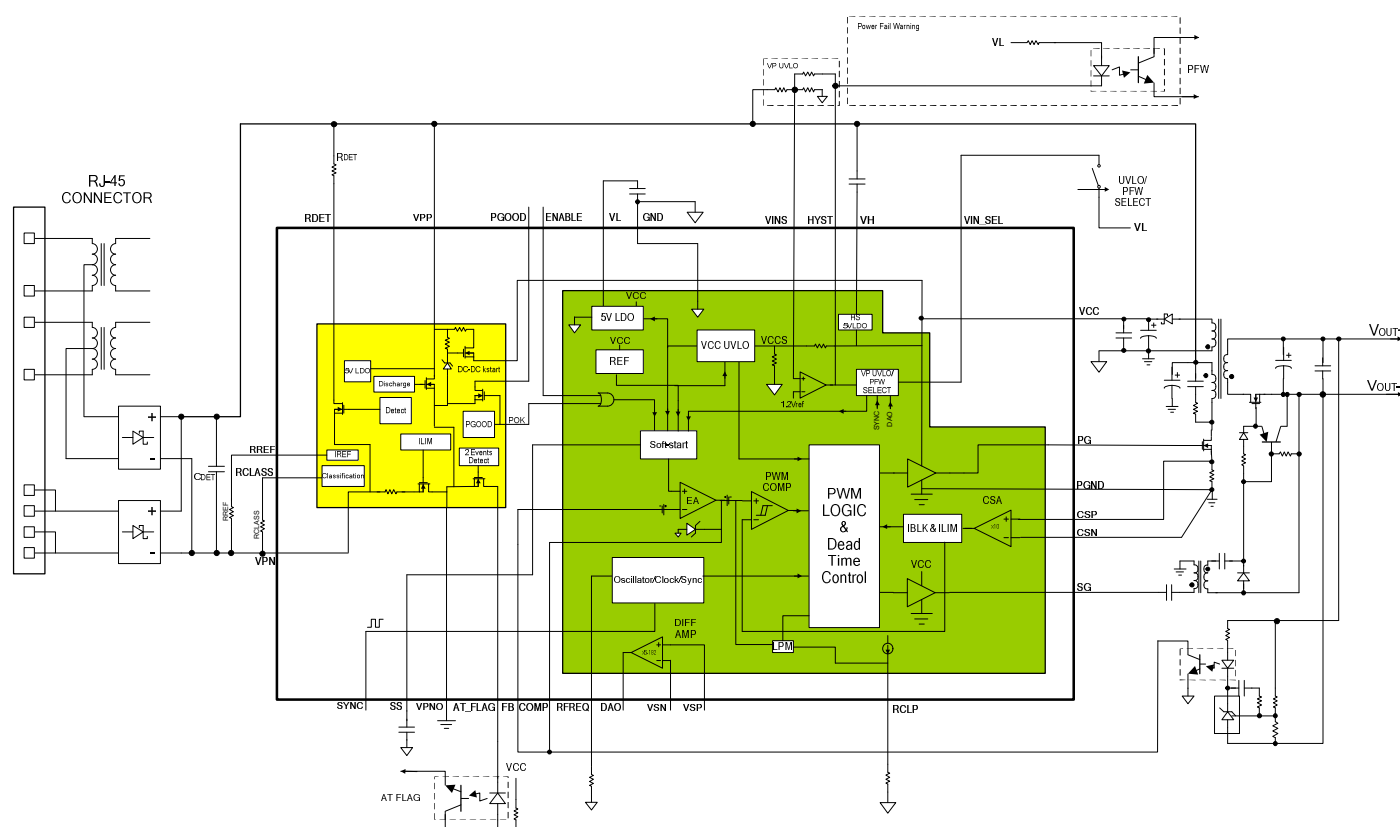 Power Fail Warning
VL
PFW
VP UVLO
RDET
RJ-45
CONNECTOR
UVLO/
PFW
SELECT
VL
RDET
VPP
PGOOD
ENABLE
VL
GND
VINS
HYST
VH
VIN_SEL
VCC
5V LDO
VCC
REF
VCC UVLO
VCCS
HS
5V LDO
VCC
VOUT
VOUT-
5V LDO
DC-DC kstart
Discharge
Detect
PGOOD
POK
1.2Vref
VP UVLO/
PFW
SELECT
SYNC
DAO
ILIM
IREF
2 Events
Detect
Classification
Soft-start
PG
RREF
RCLASS
CDET
RREF
RCLASS
VPN
EA
PWM
COMP
PWM
LOGIC
&
Dead
Time
Control
CSA
x10
IBLK & ILIM
PGND
CSP
CSN
Oscillator/Clock/Sync
VCC
SG
DIFF
AMP
LPM
SYNC
SS
VPNO
AT_FLAG
FB
COMP
RFREQ
DAO
VSN
VSP
RCLP
VCC
AT FLAG